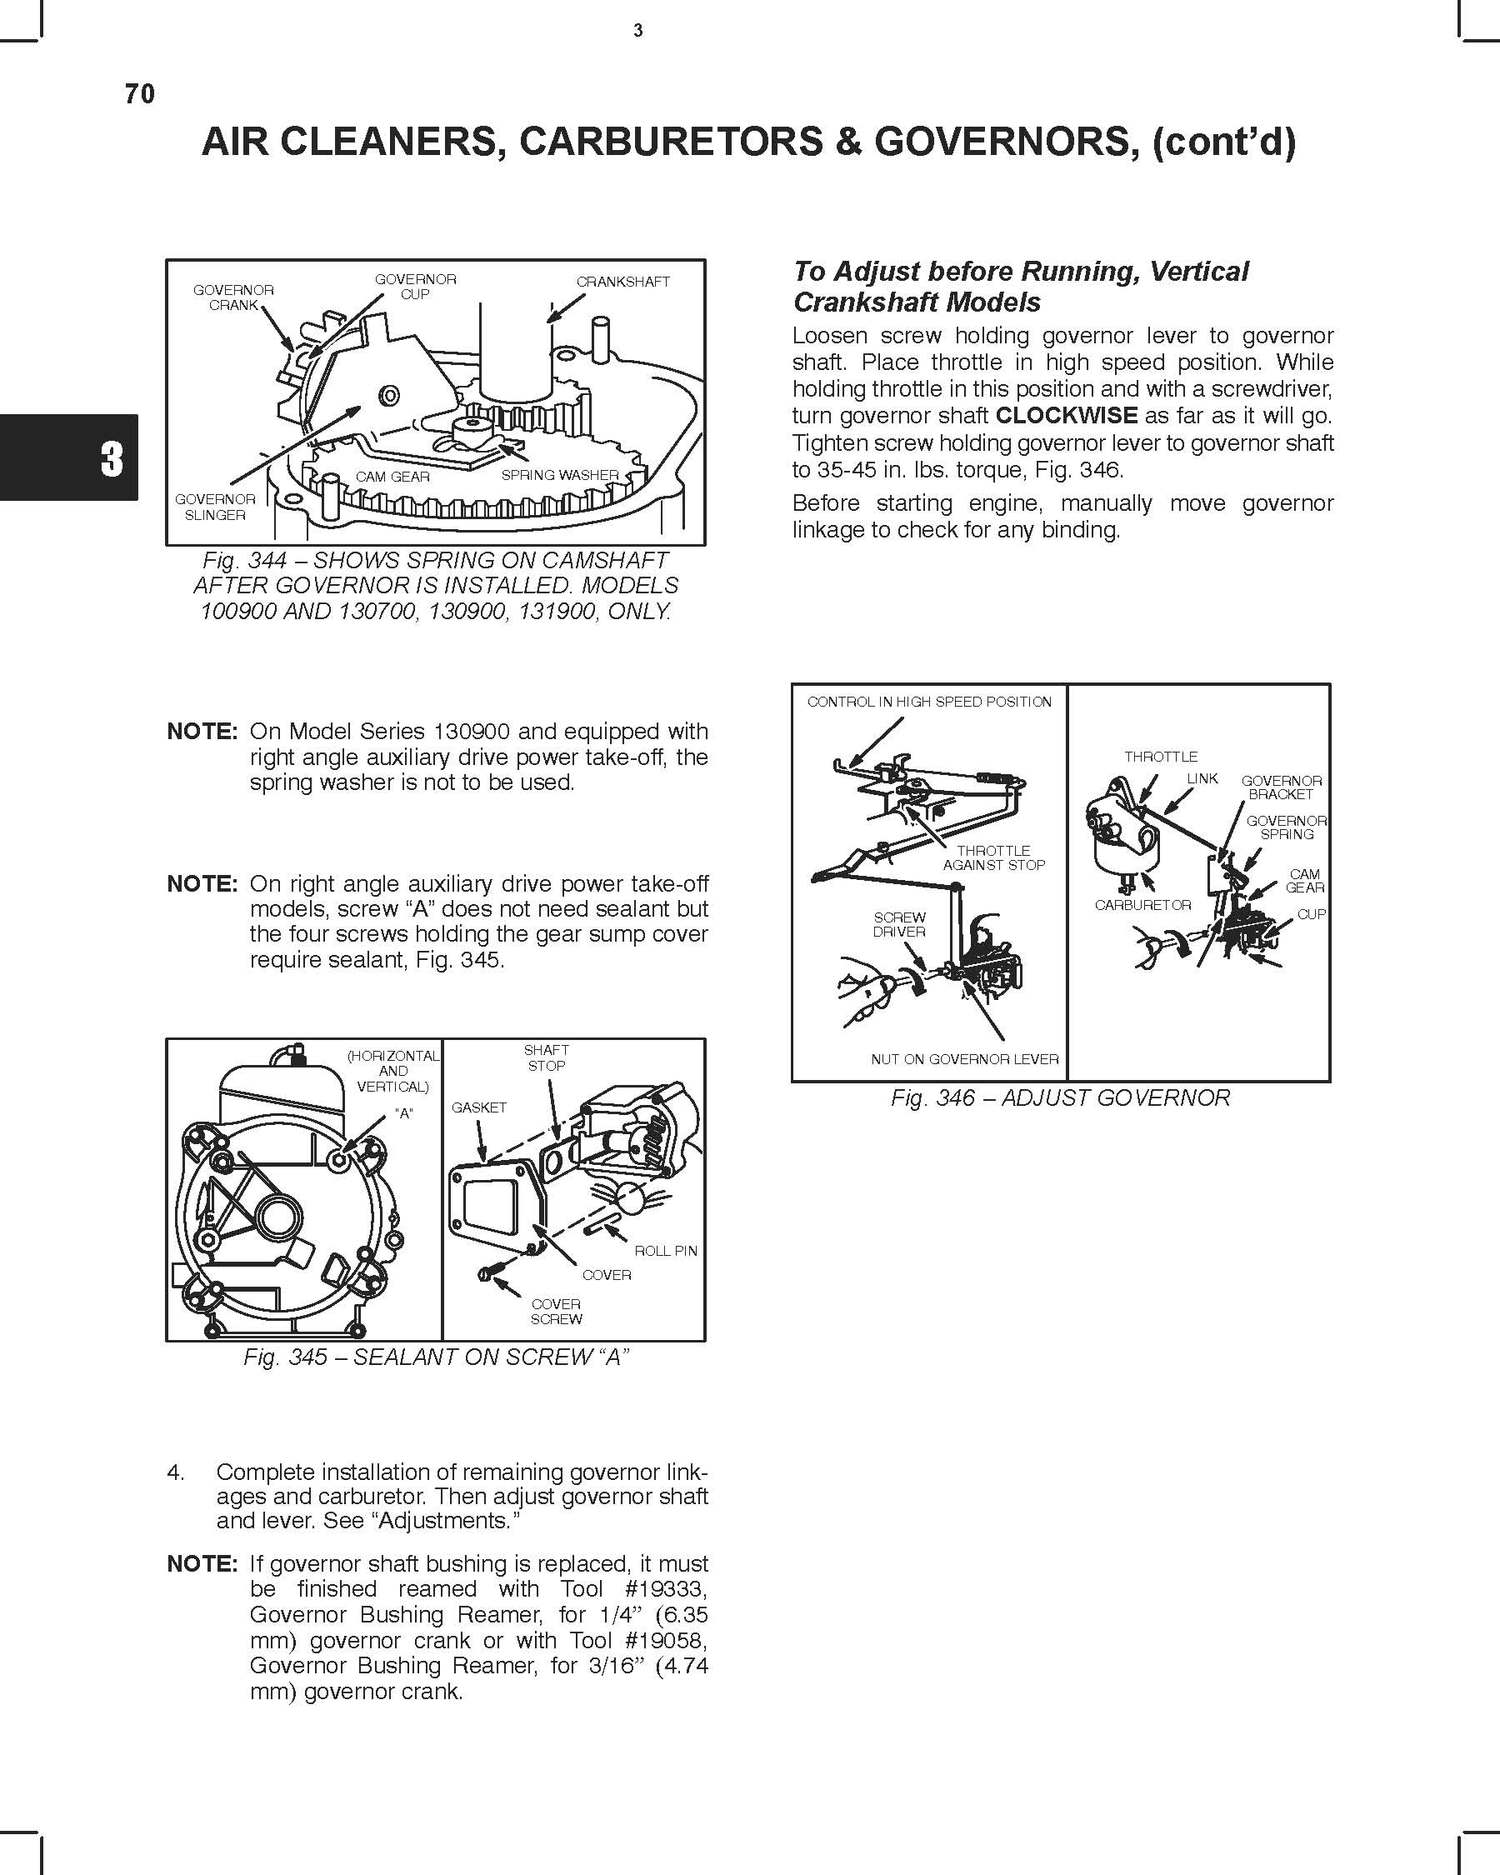 3
70
AIR CLEANERS, CARBURETORS & GOVERNORS, (cont’d)
3
GOVERNOR
CRANK
GOVERNOR
CUP
CRANKSHAFT
CAM GEAR
SPRING WASHER
GOVERNOR
SLINGER
Fig. 344 – SHOWS SPRING ON CAMSHAFT
AFTER GOVERNOR IS INSTALLED. MODELS
100900 AND 130700, 130900, 131900, ONLY.
NOTE: On Model Series 130900 and equipped with
right angle auxiliary drive power take-off, the
spring washer is not to be used.
NOTE: On right angle auxiliary drive power take-off
models, screw “A” does not need sealant but
the four screws holding the gear sump cover
require sealant, Fig. 345.
(HORIZONTAL
AND
VERTICAL)
"A"
SHAFT
STOP
GASKET
ROLL PIN
COVER
COVER
SCREW
Fig. 345 – SEALANT ON SCREW “A”
4. Complete installation of remaining governor link-
ages and carburetor. Then adjust governor shaft
and lever. See “Adjustments.”
NOTE: If governor shaft bushing is replaced, it must
be finished reamed with Tool #19333,
Governor Bushing Reamer, for 1/4” (6.35
mm) governor crank or with Tool #19058,
Governor Bushing Reamer, for 3/16” (4.74
mm) governor crank.
To Adjust before Running, Vertical
Crankshaft Models
Loosen screw holding governor lever to governor
shaft. Place throttle in high speed position. While
holding throttle in this position and with a screwdriver,
turn governor shaft CLOCKWISE as far as it will go.
Tighten screw holding governor lever to governor shaft
to 35-45 in. lbs. torque, Fig. 346.
Before starting engine, manually move governor
linkage to check for any binding.
CONTROL IN HIGH SPEED POSITION
THROTTLE
AGAINST STOP
SCREW
DRIVER
NUT ON GOVERNOR LEVER
THROTTLE
LINK
GOVERNOR
BRACKET
GOVERNOR
SPRING
CAM
GEAR
CARBURETOR
CUP
Fig. 346 – ADJUST GOVERNOR